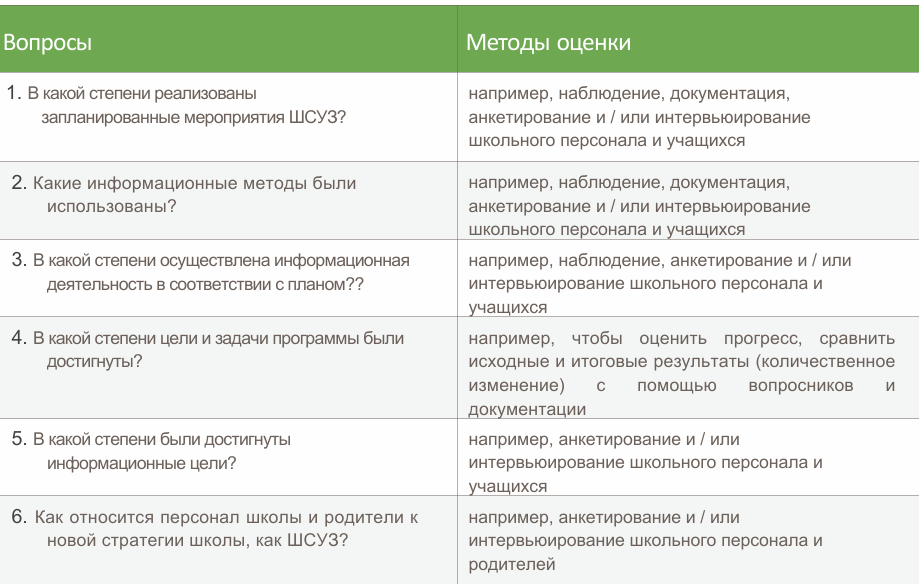 Вопросы
Методы оценки
1. В какой степени реализованы
запланированные мероприятия ШСУЗ?
например, наблюдение, документация,
анкетирование и / или интервьюирование
школьного персонала и учащихся
2. Какие информационные методы были
использованы?
например, наблюдение, документация,
анкетирование и / или интервьюирование
школьного персонала и учащихся
3. В какой степени осуществлена информационная
деятельность в соответствии с планом??
например, наблюдение, анкетирование и / или
интервьюирование школьного персонала и
учащихся
4. В какой степени цели и задачи программы были
достигнуты?
например, чтобы оценить прогресс, сравнить
исходные и итоговые результаты (количественное
изменение) с помощью вопросников и
документации
5. В какой степени были достигнуты
информационные цели?
например, анкетирование и / или
интервьюирование школьного персонала и
учащихся
6. Как относится персонал школы и родители к
новой стратегии школы, как ШСУЗ?
например, анкетирование и / или
интервьюирование школьного персонала и
родителей